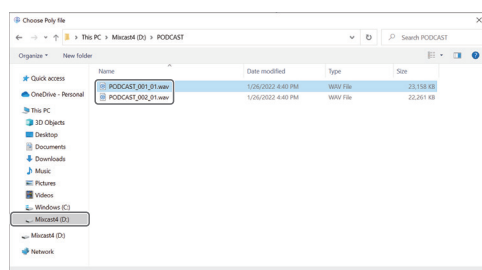 Choose Poly file
This PC > Mixcast4 (D:) > PODCAST
Search PODCAST
Organize
New folder
Name
Date modified
Type
Size
PODCAST_001_01.wav
1/26/2022 4:40 PM
WAV File
23,158 KB
PODCAST_002_01.wav
1/26/2022 4:40 PM
WAV File
22,261 KB
Quick access
OneDrive - Personal
This PC
3D Objects
Desktop
Documents
Downloads
Music
Pictures
Videos
Windows (C:)
Mixcast4 (D:)
Mixcast4 (D:)
Network